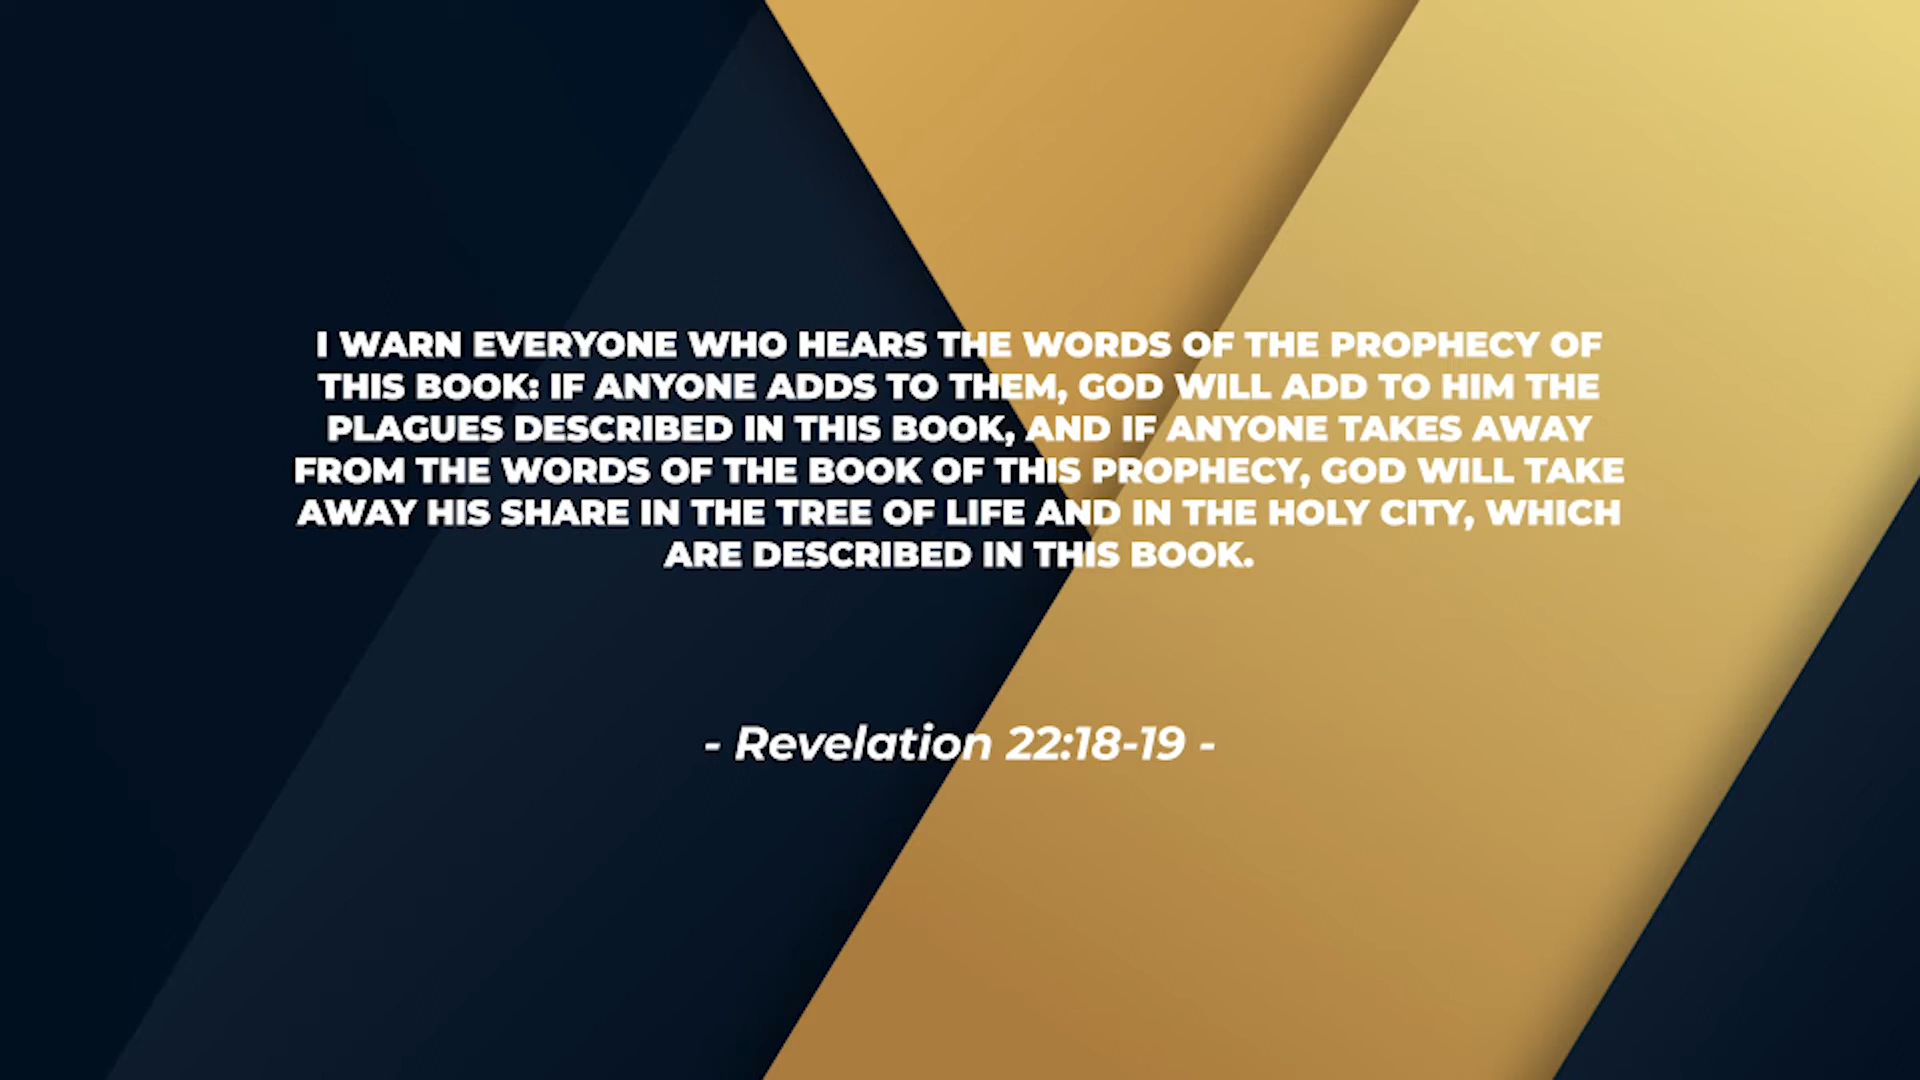 I WARN EVERYONE WHO HEARS THE WORDS OF THE PROPHECY OF
THIS BOOK: IF ANYONE ADDS TO THEM, GOD WILL ADD TO HIM THE
PLAGUES DESCRIBED IN THIS BOOK, AND IF ANYONE TAKES AWAY
FROM THE WORDS OF THE BOOK OF THIS PROPHECY, GOD WILL TAKE
AWAY HIS SHARE IN THE TREE OF LIFE AND IN THE HOLY CITY, WHICH
ARE DESCRIBED IN THIS BOOK.
- Revelation 22:18-19 -